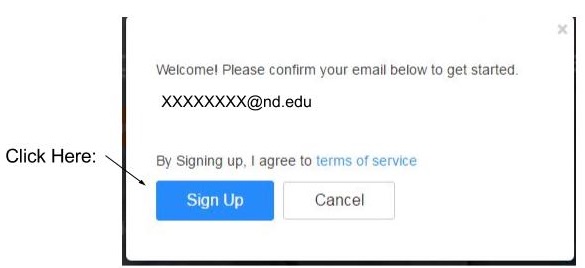 Welcome! Please confirm your email below to get started.
XXXXXXXX@nd.edu
Click Here:
By Signing up, I agree to terms of service
Sign Up
Cancel